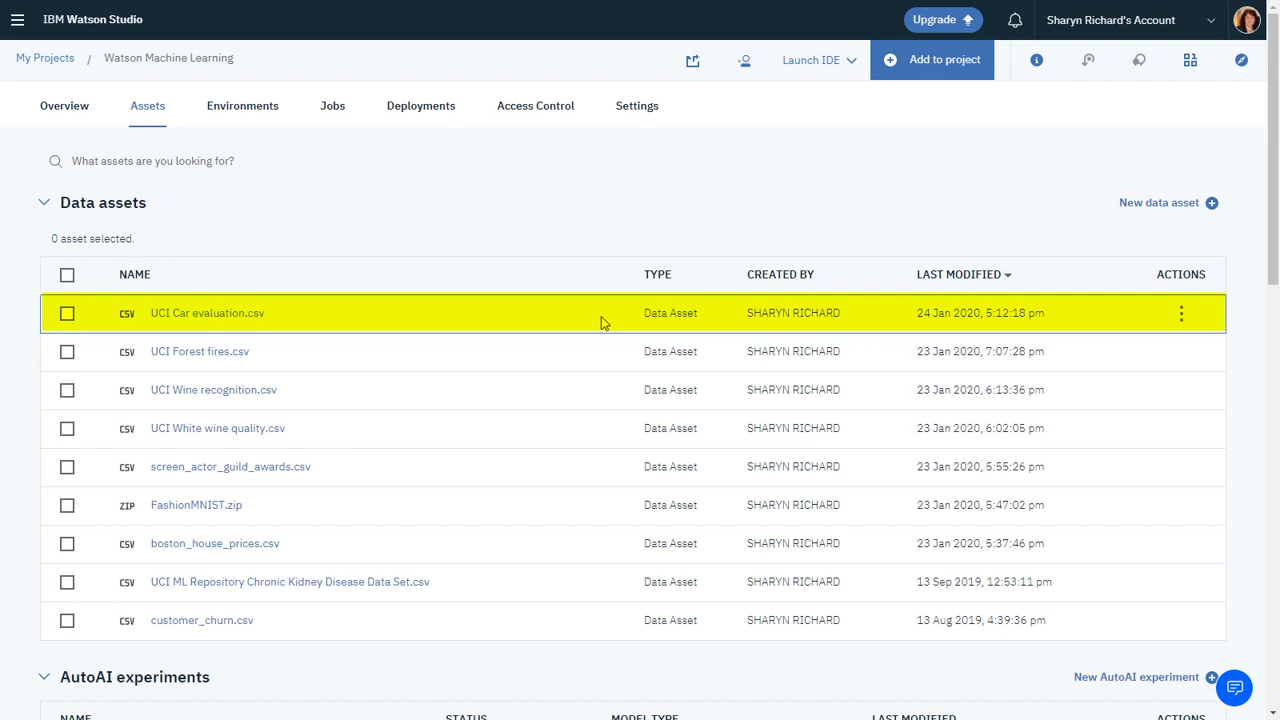 IBM Watson Studio
Upgrade
Sharyn Richard's Account
My Projects / Watson Machine Learning
Launch IDE
Add to project
Overview Assets Environments Jobs Deployments Access Control Settings
What assets are you looking for?
Data assets
New data asset
0 asset selected.
NAME TYPE CREATED BY LAST MODIFIED ACTIONS
CSV UCI Car evaluation.csv Data Asset SHARYN RICHARD 24 Jan 2020, 5:12:18 pm
CSV UCI Forest fires.csv Data Asset SHARYN RICHARD 23 Jan 2020, 7:07:28 pm
CSV UCI Wine recognition.csv Data Asset SHARYN RICHARD 23 Jan 2020, 6:13:36 pm
CSV UCI White wine quality.csv Data Asset SHARYN RICHARD 23 Jan 2020, 6:02:05 pm
CSV screen_actor_guild_awards.csv Data Asset SHARYN RICHARD 23 Jan 2020, 5:55:26 pm
ZIP FashionMNIST.zip Data Asset SHARYN RICHARD 23 Jan 2020, 5:47:02 pm
CSV boston_house_prices.csv Data Asset SHARYN RICHARD 23 Jan 2020, 5:37:46 pm
CSV UCI ML Repository Chronic Kidney Disease Data Set.csv Data Asset SHARYN RICHARD 13 Sep 2019, 12:53:11 pm
CSV customer_churn.csv Data Asset SHARYN RICHARD 13 Aug 2019, 4:39:36 pm
AutoAI experiments
New AutoAI experiment
NAME STATUS MODEL TYPE LAST MODIFIED